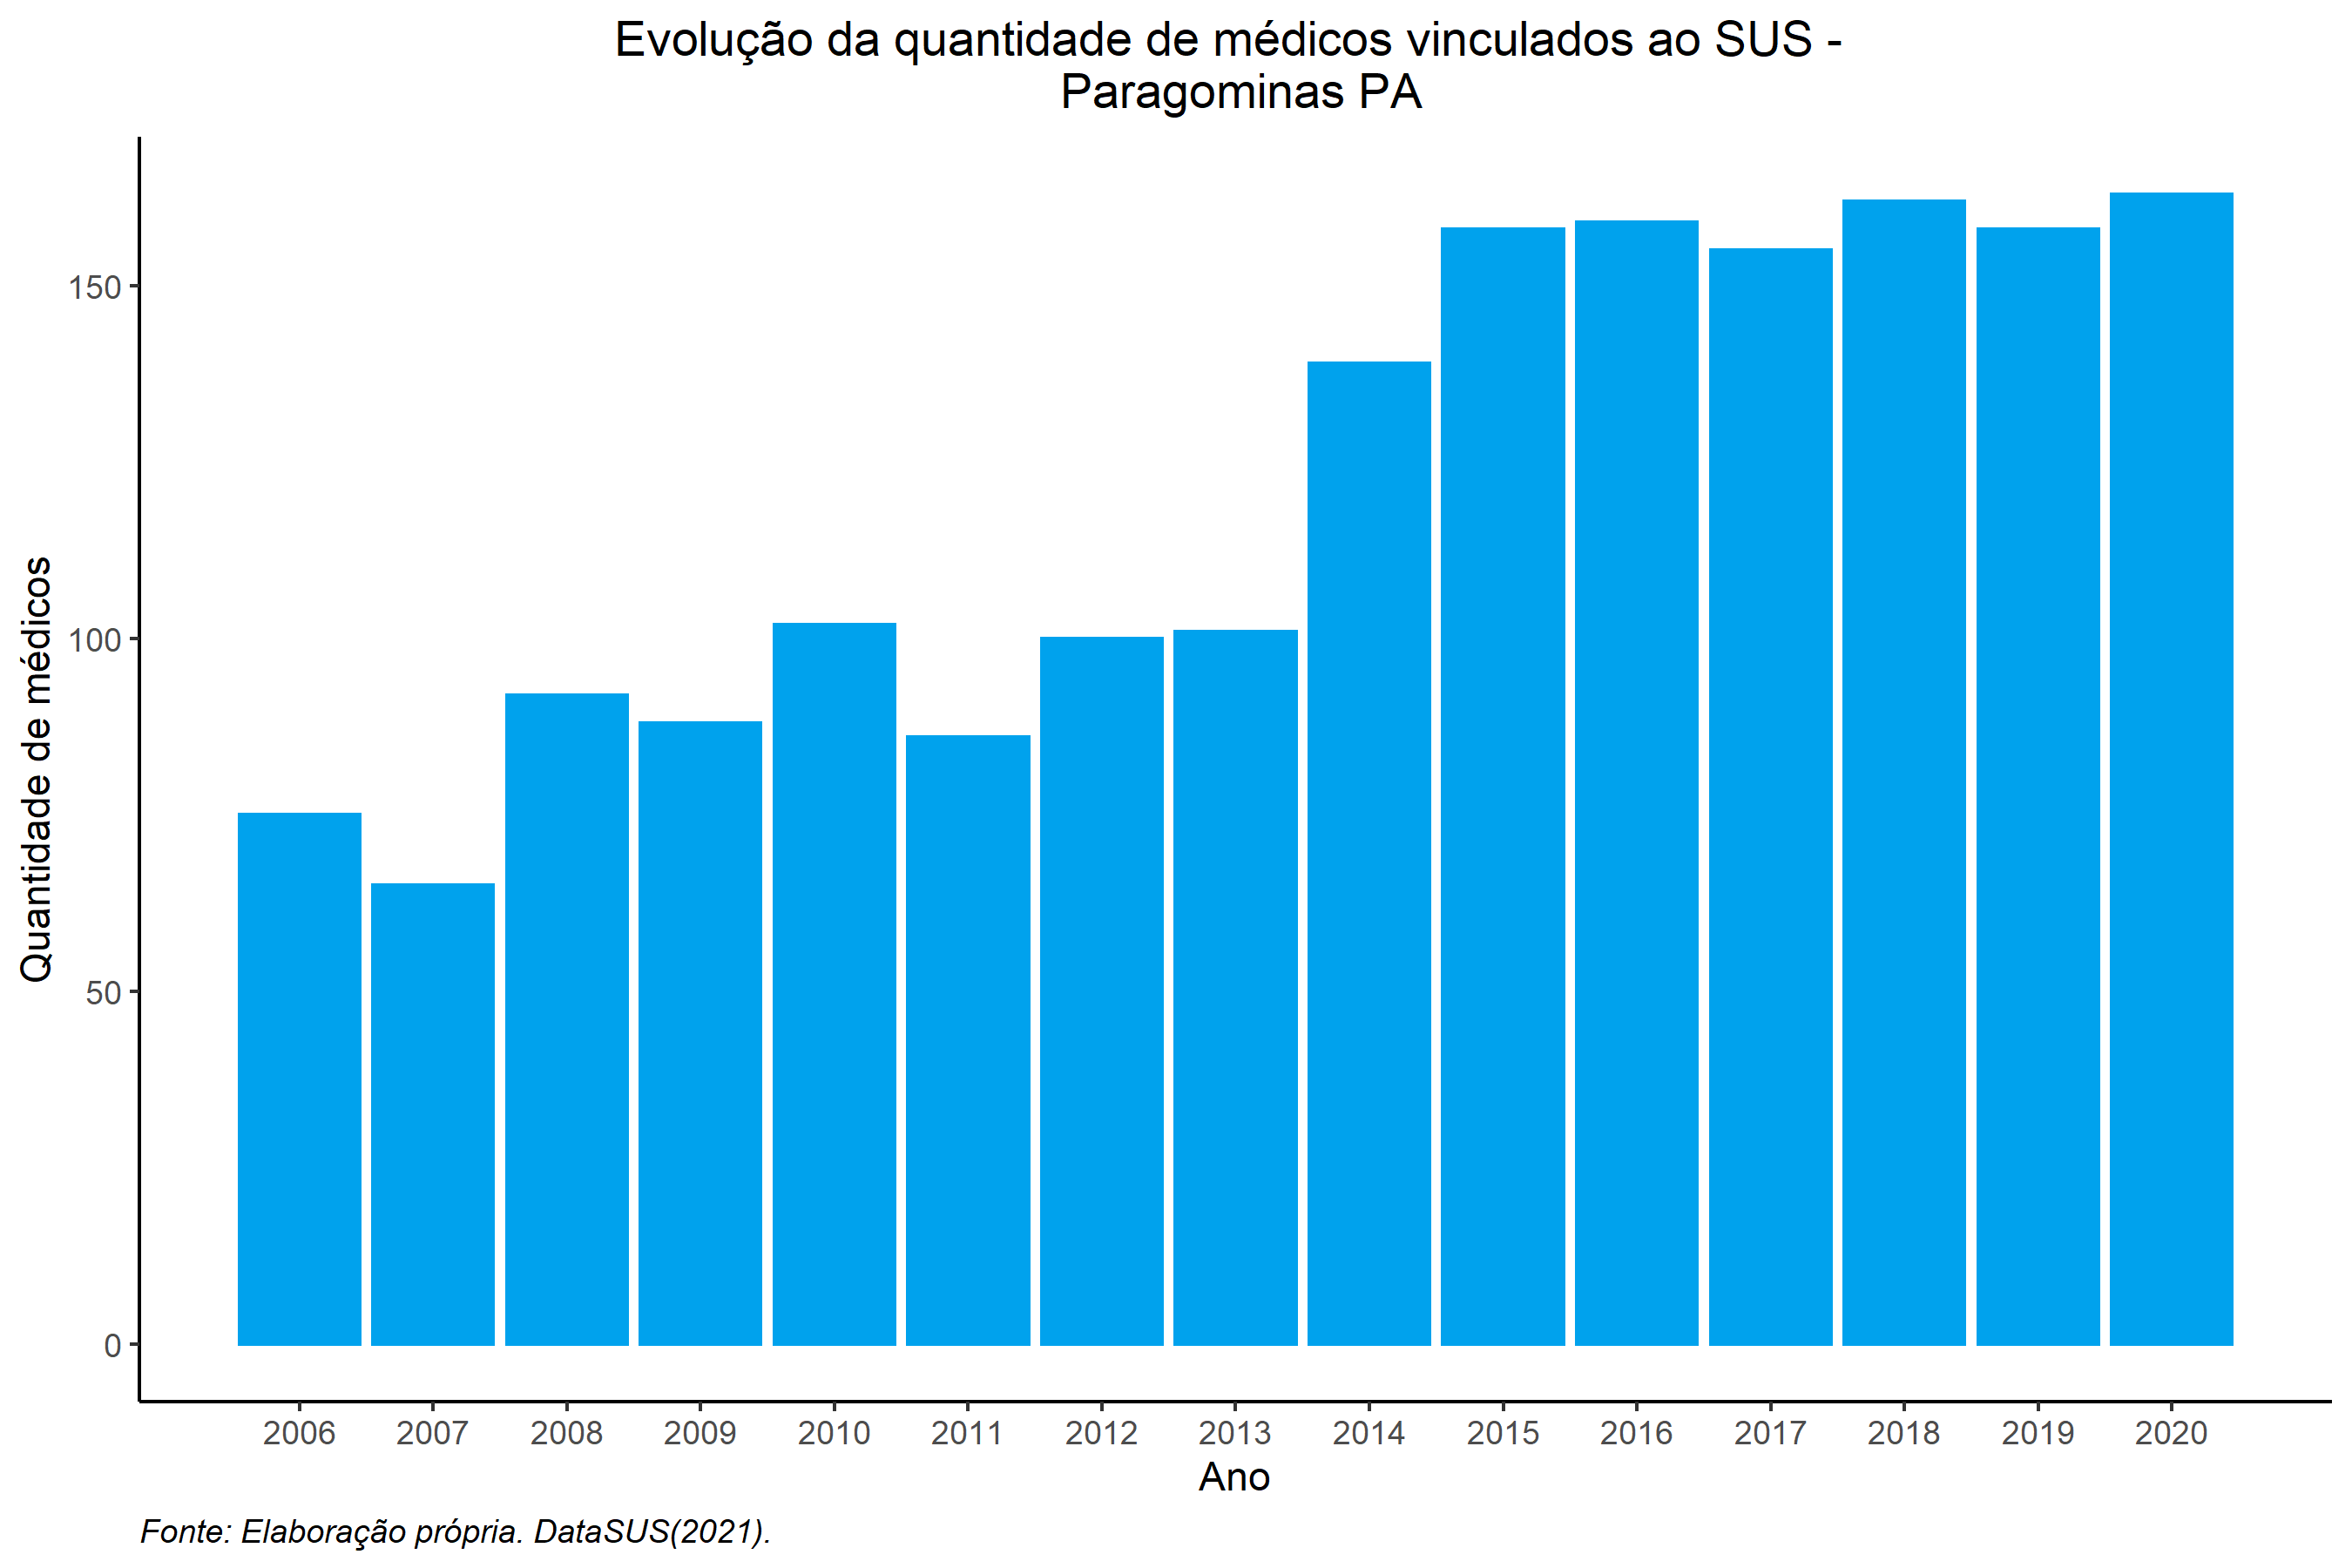 Evolução da quantidade de médicos vinculados ao SUS -
Paragominas PA
Quantidade de médicos
150
100
50
0
2006 2007 2008 2009 2010 2011 2012 2013 2014 2015 2016 2017 2018 2019 2020
Ano
Fonte: Elaboração própria. DataSUS(2021).